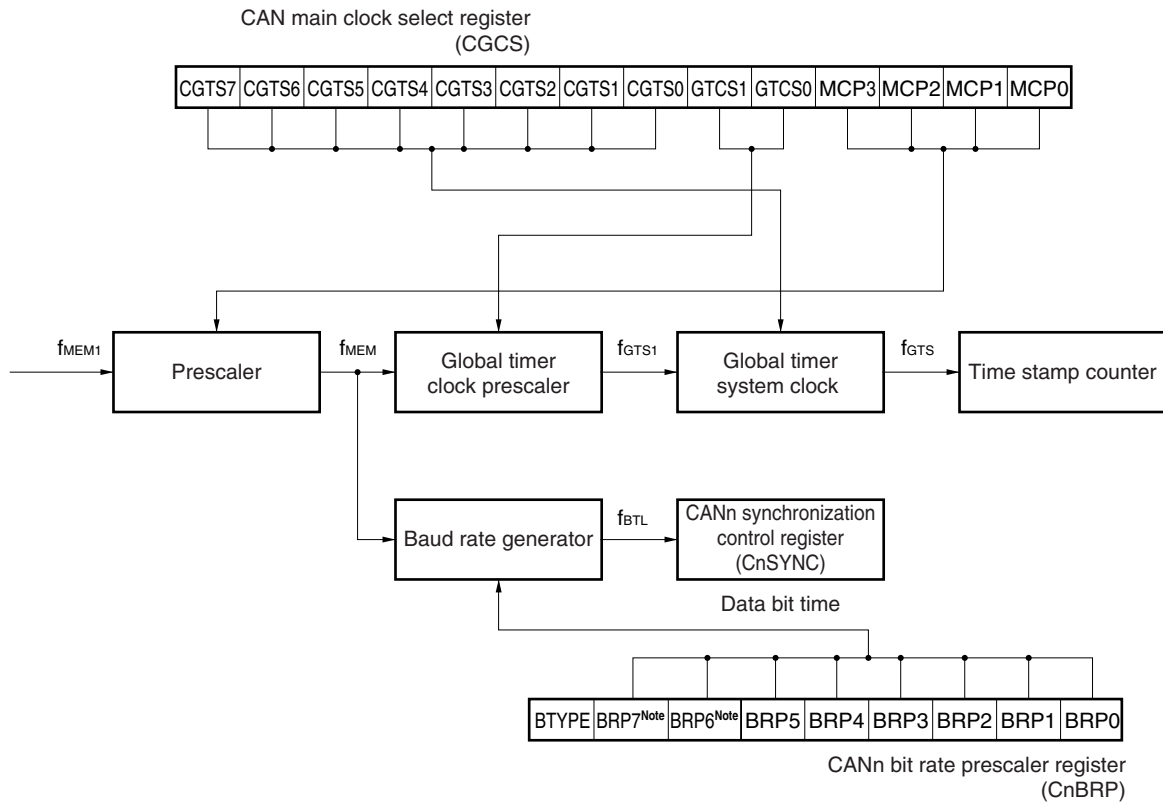 CAN main clock select register
(CGCS)
CGTS7 CGTS6 CGTS5 CGTS4 CGTS3 CGTS2 CGTS1 CGTS0 GTCS1 GTCS0 MCP3 MCP2 MCP1 MCP0
fMEM1 Prescaler fMEM Global timer clock prescaler fGTS1 Global timer system clock fGTS Time stamp counter
Baud rate generator fBTL CANn synchronization control register (CnSYNC)
Data bit time
BTYPE BRP7Note BRP6Note BRP5 BRP4 BRP3 BRP2 BRP1 BRP0
CANn bit rate prescaler register
(CnBRP)